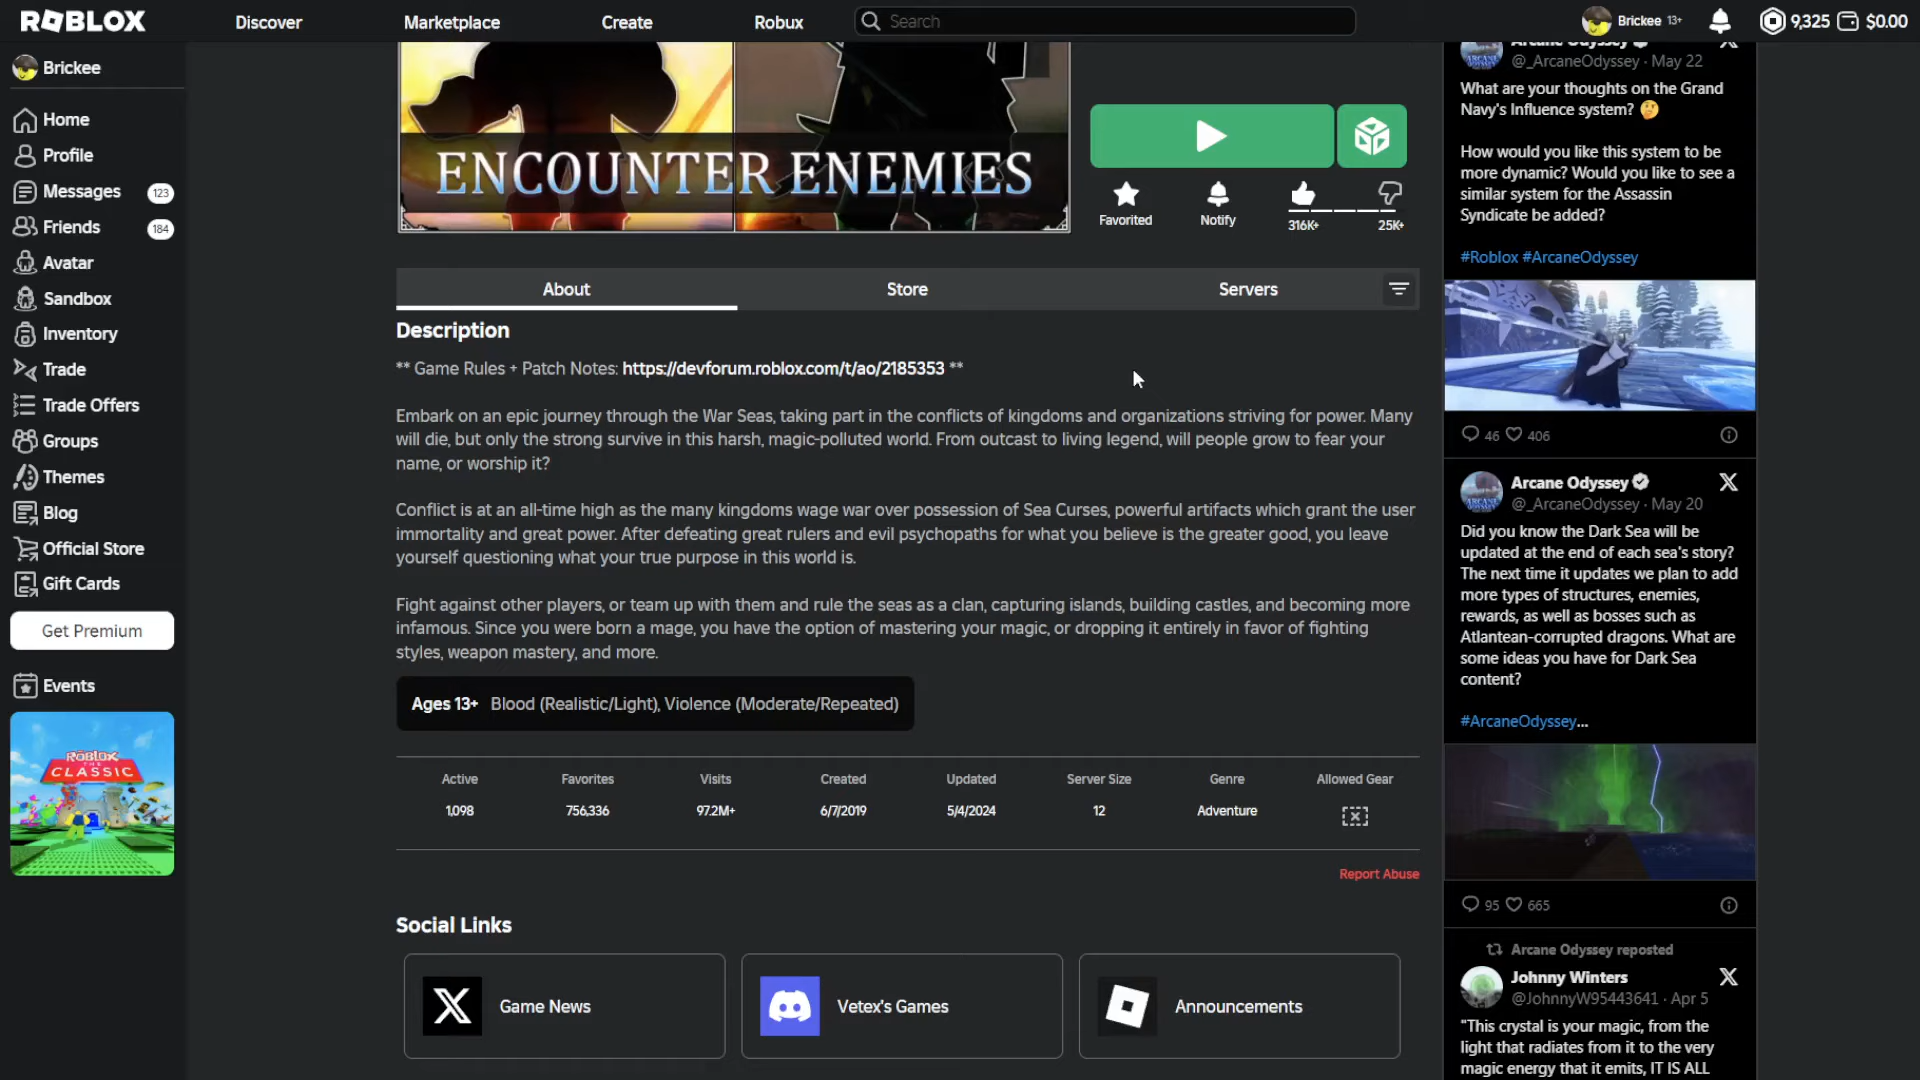 ROBLOX
Discover
Marketplace
Create
Robux
Search
Brickee 13+
9,325
$0.00
Brickee
Home
Profile
Messages 123
Friends 184
Avatar
Sandbox
Inventory
Trade
Trade Offers
Groups
Themes
Blog
Official Store
Gift Cards
Get Premium
Events
ROBLOX
THE
CLASSIC
ENCOUNTER ENEMIES
Favorited
Notify
316K+
25K+
About
Store
Servers
Description
** Game Rules + Patch Notes: https://devforum.roblox.com/t/ao/2185353 **
Embark on an epic journey through the War Seas, taking part in the conflicts of kingdoms and organizations striving for power. Many
will die, but only the strong survive in this harsh, magic-polluted world. From outcast to living legend, will people grow to fear your
name, or worship it?
Conflict is at an all-time high as the many kingdoms wage war over possession of Sea Curses, powerful artifacts which grant the user
immortality and great power. After defeating great rulers and evil psychopaths for what you believe is the greater good, you leave
yourself questioning what your true purpose in this world is.
Fight against other players, or team up with them and rule the seas as a clan, capturing islands, building castles, and becoming more
infamous. Since you were born a mage, you have the option of mastering your magic, or dropping it entirely in favor of fighting
styles, weapon mastery, and more.
Ages 13+ Blood (Realistic/Light), Violence (Moderate/Repeated)
Active Favorites Visits Created Updated Server Size Genre Allowed Gear
1,098 756,336 97.2M+ 6/7/2019 5/4/2024 12 Adventure
Report Abuse
Social Links
Game News
Vetex's Games
Announcements
Arcane Odyssey
@_ArcaneOdyssey · May 22
What are your thoughts on the Grand
Navy's Influence system? 🤔
How would you like this system to be
more dynamic? Would you like to see a
similar system for the Assassin
Syndicate be added?
#Roblox #ArcaneOdyssey
46 406
Arcane Odyssey
@_ArcaneOdyssey · May 20
Did you know the Dark Sea will be
updated at the end of each sea's story?
The next time it updates we plan to add
more types of structures, enemies,
rewards, as well as bosses such as
Atlantean-corrupted dragons. What are
some ideas you have for Dark Sea
content?
#ArcaneOdyssey...
95 665
Arcane Odyssey reposted
Johnny Winters
@JohnnyW95443641 · Apr 5
"This crystal is your magic, from the
light that radiates from it to the very
magic energy that it emits, IT IS ALL